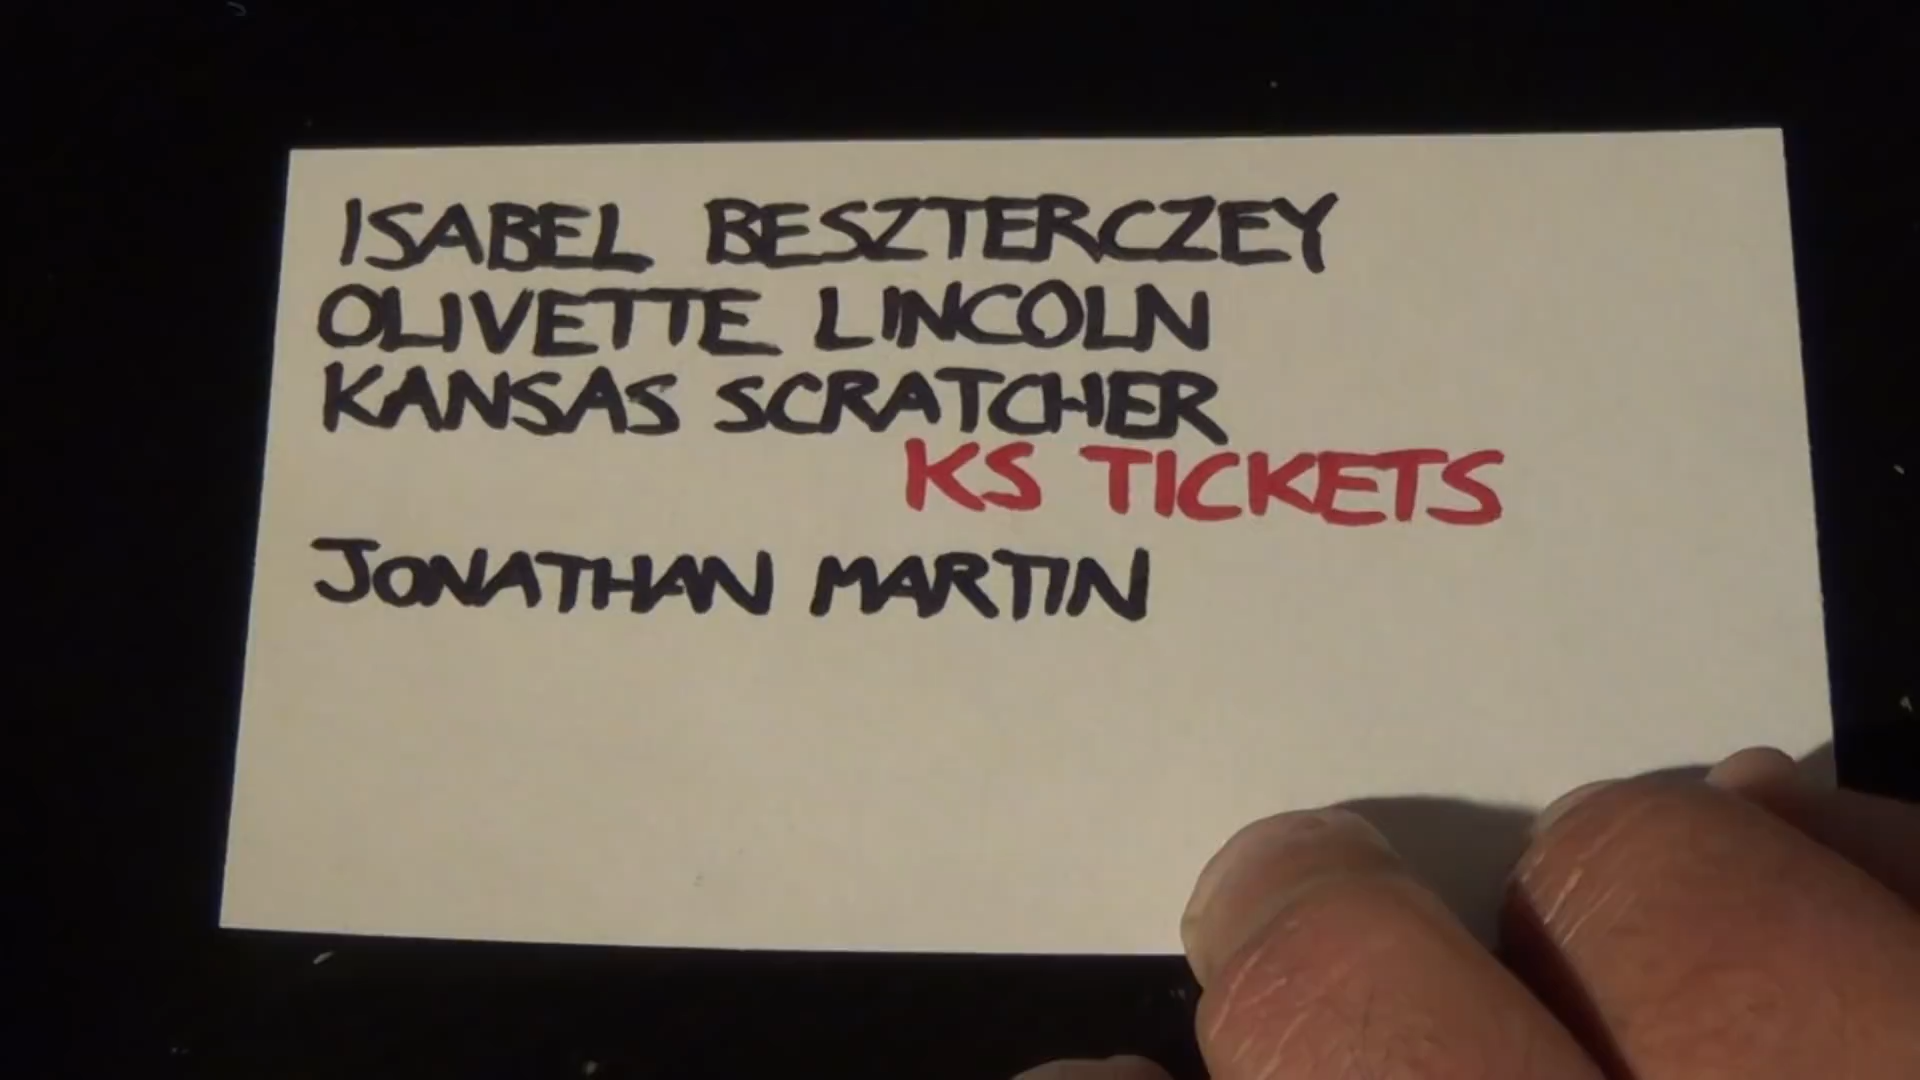 ISABEL BESZTERCZEY
OLIVETTE LINCOLN
KANSAS SCRATCHER
KS TICKETS
JONATHAN MARTIN